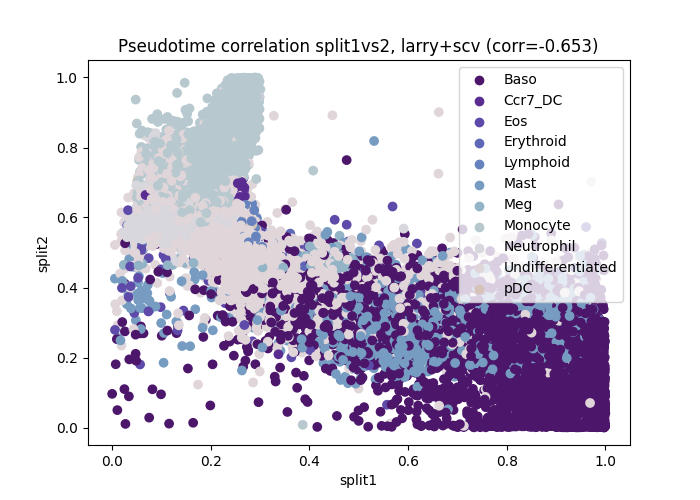 Pseudotime correlation split1vs2, larry+scv (corr=-0.653)
split2
1.0
0.8
0.6
0.4
0.2
0.0
0.0 0.2 0.4 0.6 0.8 1.0
split1
Baso
Ccr7_DC
Eos
Erythroid
Lymphoid
Mast
Meg
Monocyte
Neutrophil
Undifferentiated
pDC